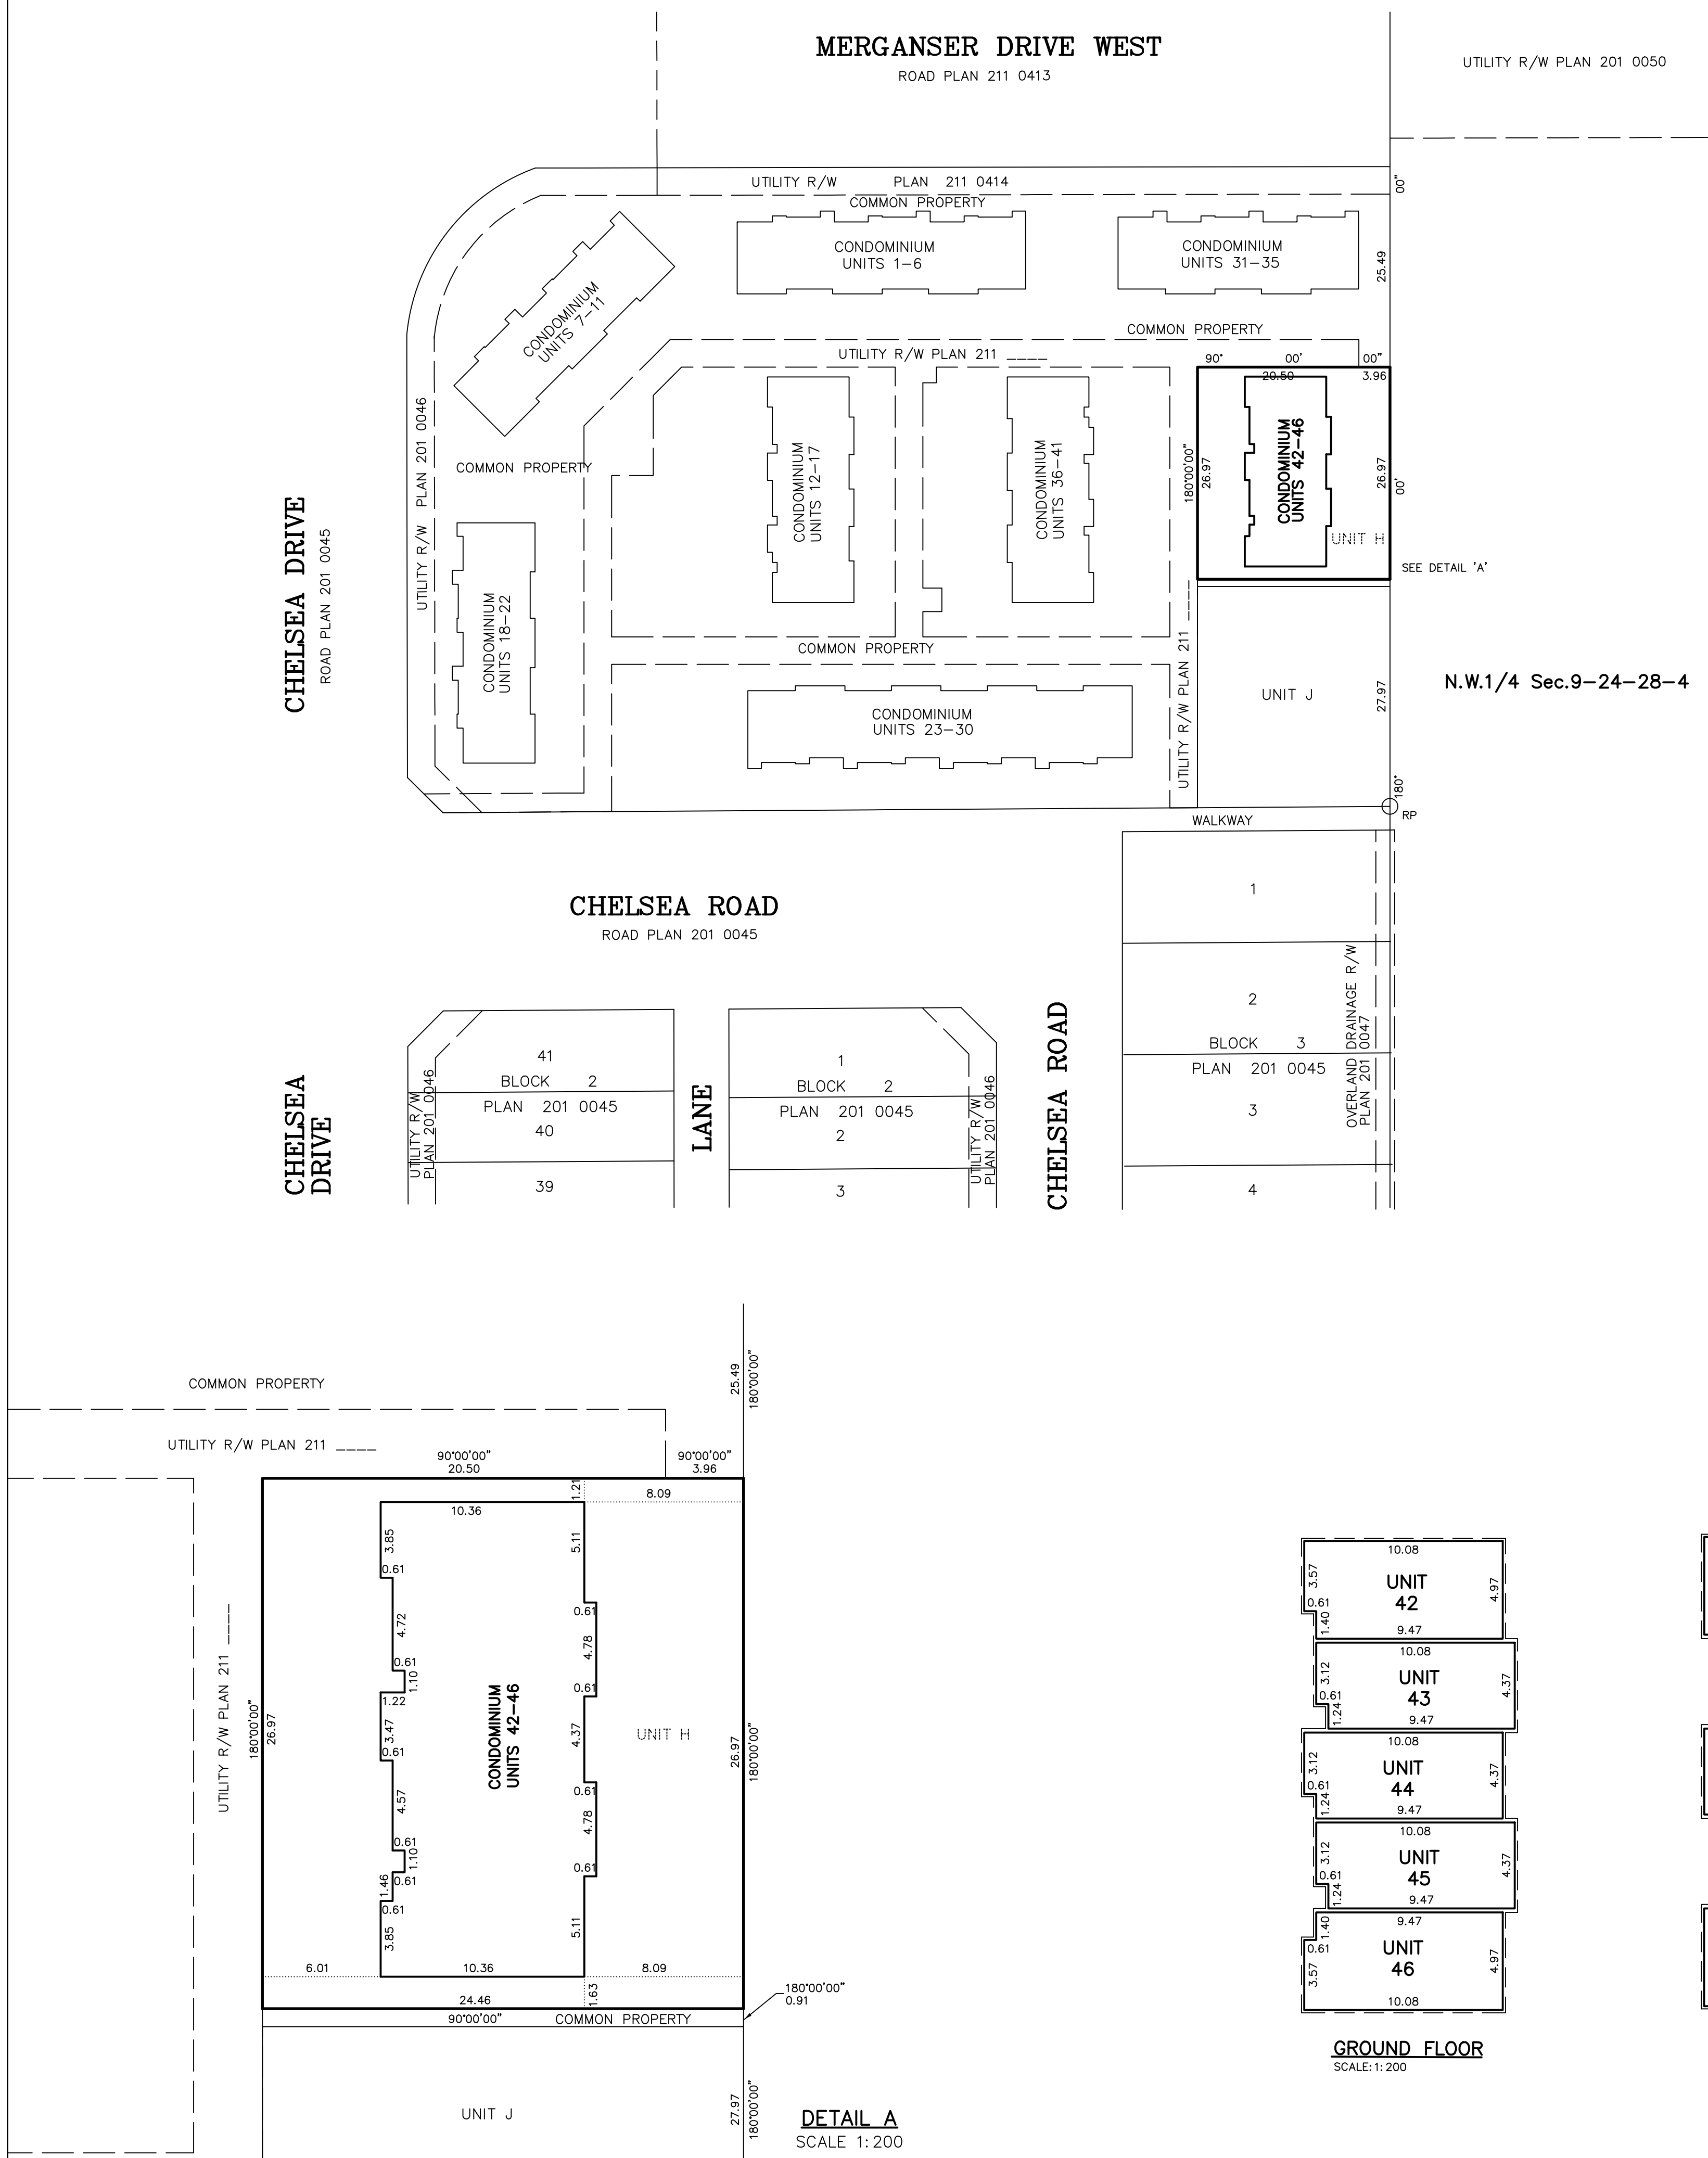 MERGANSER DRIVE WEST
ROAD PLAN 211 0413
UTILITY R/W PLAN 201 0050
UTILITY R/W PLAN 211 0414
COMMON PROPERTY
00"
CONDOMINIUM
UNITS 1-6
CONDOMINIUM
UNITS 31-35
25.49
CONDOMINIUM
UNITS 7-11
COMMON PROPERTY
UTILITY R/W PLAN 211 ____
90° 00' 00"
20.50 3.96
UTILITY R/W PLAN 201 0046
COMMON PROPERTY
CONDOMINIUM
UNITS 12-17
CONDOMINIUM
UNITS 36-41
180°00'00"
26.97
CONDOMINIUM
UNITS 42-46
26.97
00'
UNIT H
SEE DETAIL 'A'
CHELSEA DRIVE
ROAD PLAN 201 0045
CONDOMINIUM
UNITS 18-22
COMMON PROPERTY
UTILITY R/W PLAN 211 ____
UNIT J
27.97
N.W.1/4 Sec.9-24-28-4
CONDOMINIUM
UNITS 23-30
180°
RP
WALKWAY
CHELSEA ROAD
ROAD PLAN 201 0045
1
2
BLOCK 3
PLAN 201 0045
3
4
OVERLAND DRAINAGE R/W
PLAN 201 0047
CHELSEA
DRIVE
UTILITY R/W
PLAN 201 0046
41
BLOCK 2
PLAN 201 0045
40
39
LANE
1
BLOCK 2
PLAN 201 0045
2
3
UTILITY R/W
PLAN 201 0046
CHELSEA ROAD
COMMON PROPERTY
25.49
180°00'00"
UTILITY R/W PLAN 211 ____
90°00'00"
20.50
90°00'00"
3.96
1.21
8.09
10.36
3.85
5.11
0.61
0.61
4.72
4.78
0.61
1.10
0.61
1.22
UTILITY R/W PLAN 211 ____
180°00'00"
26.97
3.47
0.61
CONDOMINIUM
UNITS 42-46
4.37
UNIT H
26.97
180°00'00"
0.61
4.57
4.78
0.61
1.10
0.61
0.61
1.46
0.61
3.85
5.11
6.01
10.36
8.09
1.63
24.46
90°00'00"
COMMON PROPERTY
180°00'00"
0.91
UNIT J
27.97
180°00'00"
DETAIL A
SCALE 1:200
10.08
3.57
UNIT
42
4.97
0.61
1.40
9.47
10.08
3.12
UNIT
43
4.37
0.61
1.24
9.47
10.08
3.12
UNIT
44
4.37
0.61
1.24
9.47
10.08
3.12
UNIT
45
4.37
0.61
1.24
9.47
9.47
1.40
0.61
UNIT
46
4.97
3.57
10.08
GROUND FLOOR
SCALE:1:200